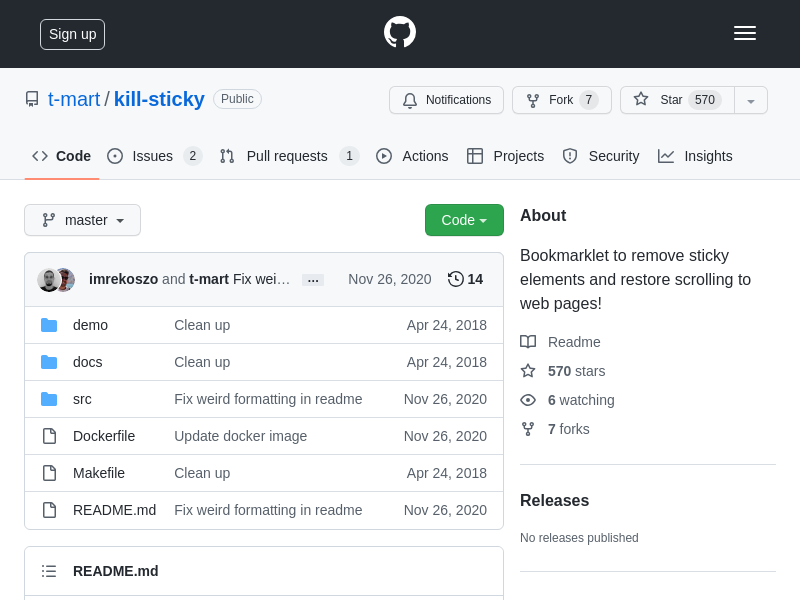 Sign up
t-mart / kill-sticky Public
Notifications Fork 7 Star 570
Code Issues 2 Pull requests 1 Actions Projects Security Insights
master Code
imrekoszo and t-mart Fix wei… … Nov 26, 2020 14
demo Clean up Apr 24, 2018
docs Clean up Apr 24, 2018
src Fix weird formatting in readme Nov 26, 2020
Dockerfile Update docker image Nov 26, 2020
Makefile Clean up Apr 24, 2018
README.md Fix weird formatting in readme Nov 26, 2020
README.md
About
Bookmarklet to remove sticky
elements and restore scrolling to
web pages!
Readme
570 stars
6 watching
7 forks
Releases
No releases published